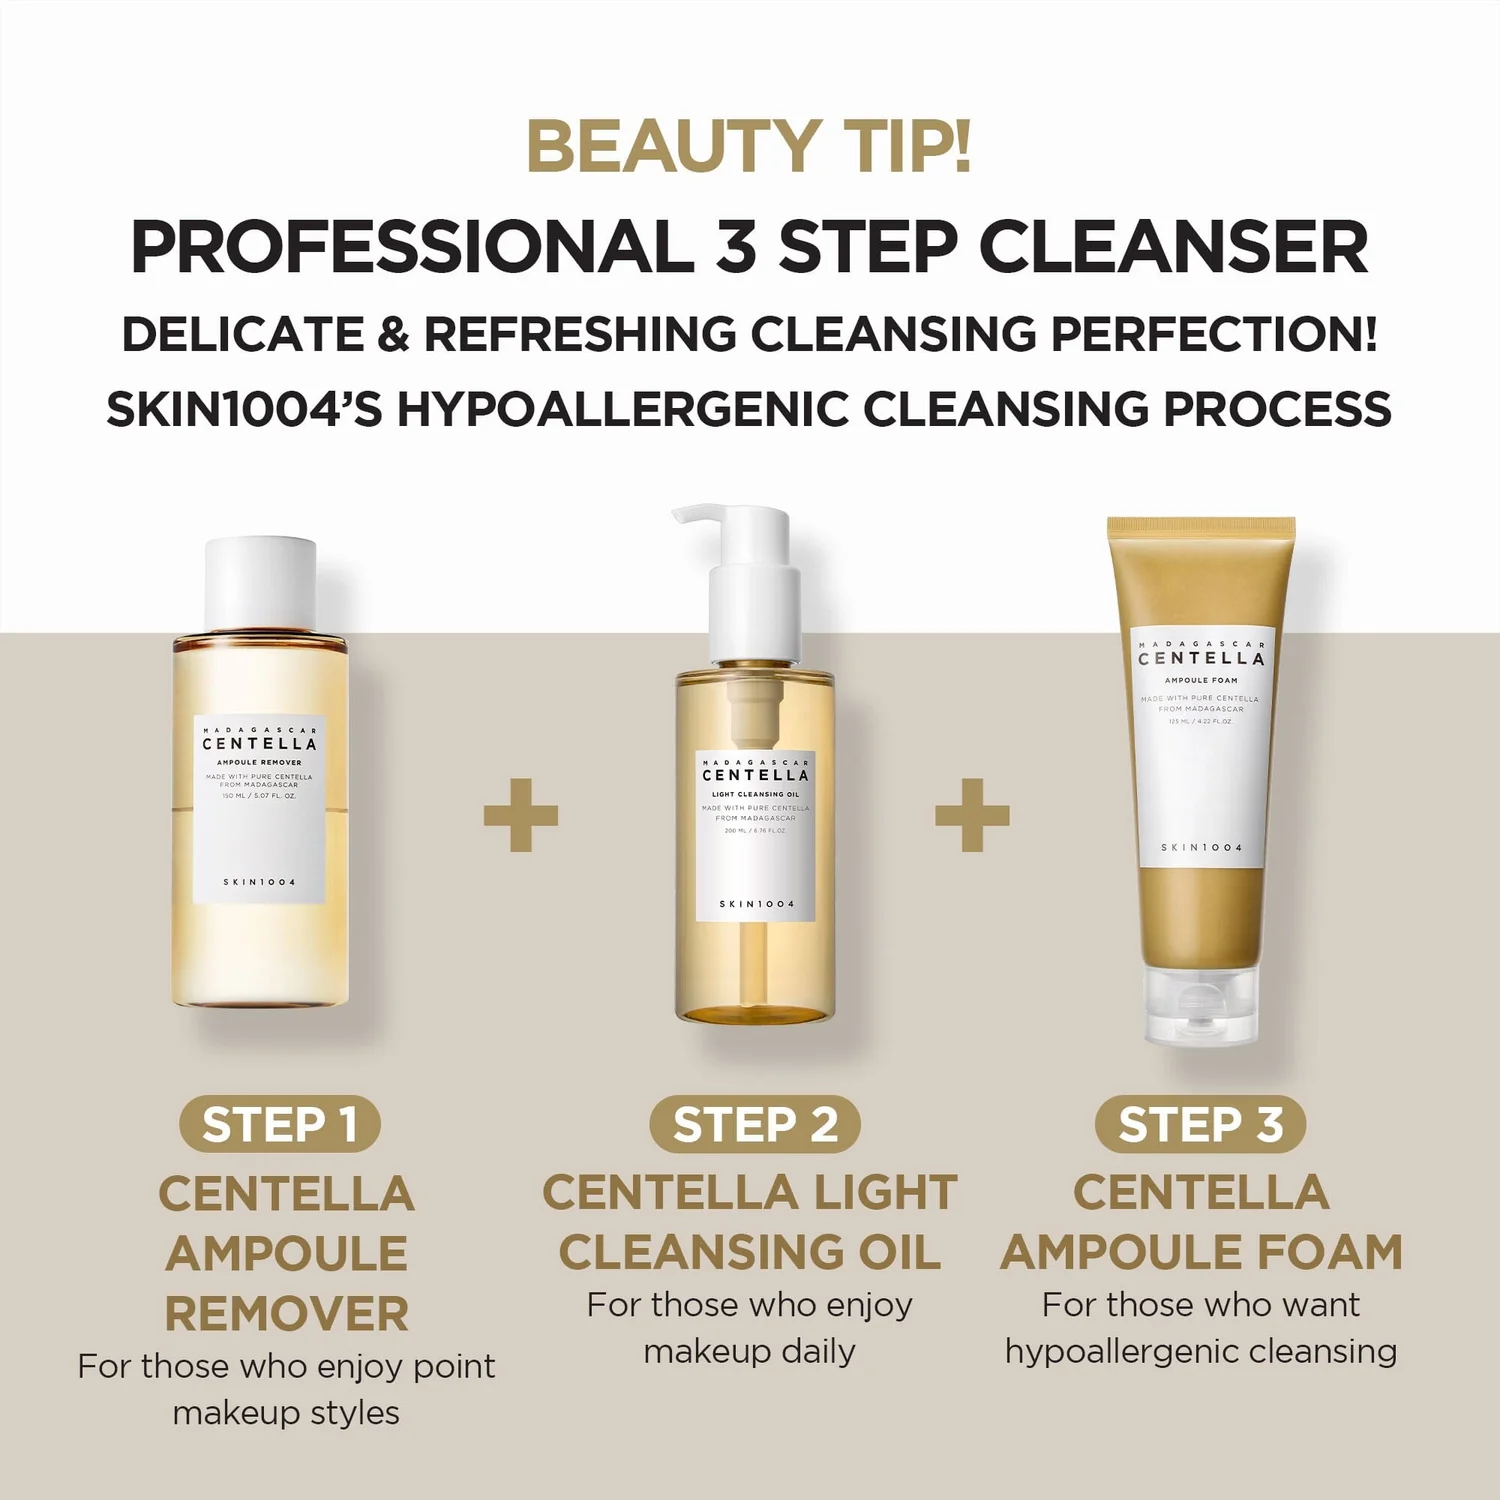 BEAUTY TIP!
PROFESSIONAL 3 STEP CLEANSER
DELICATE & REFRESHING CLEANSING PERFECTION!
SKIN1004’S HYPOALLERGENIC CLEANSING PROCESS
MADAGASCAR
CENTELLA
AMPOULE REMOVER
MADE WITH PURE CENTELLA
FROM MADAGASCAR
150 ML / 5.07 FL. OZ.
SKIN1004
MADAGASCAR
CENTELLA
LIGHT CLEANSING OIL
MADE WITH PURE CENTELLA
FROM MADAGASCAR
200 ML / 6.76 FL.OZ.
SKIN1004
MADAGASCAR
CENTELLA
AMPOULE FOAM
MADE WITH PURE CENTELLA
FROM MADAGASCAR
125 ML / 4.22 FL.OZ.
SKIN1004
STEP 1
CENTELLA
AMPOULE
REMOVER
For those who enjoy point
makeup styles
STEP 2
CENTELLA LIGHT
CLEANSING OIL
For those who enjoy
makeup daily
STEP 3
CENTELLA
AMPOULE FOAM
For those who want
hypoallergenic cleansing